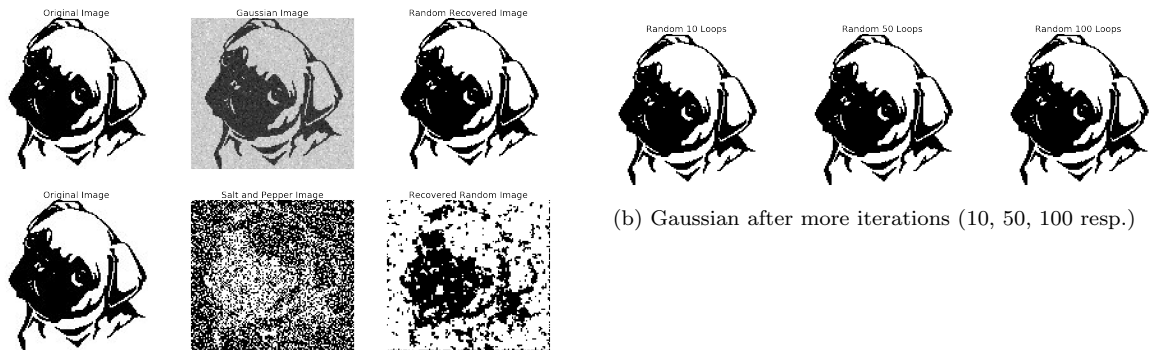 Original Image
Gaussian Image
Random Recovered Image
Random 10 Loops
Random 50 Loops
Random 100 Loops
(b) Gaussian after more iterations (10, 50, 100 resp.)
Original Image
Salt and Pepper Image
Recovered Random Image